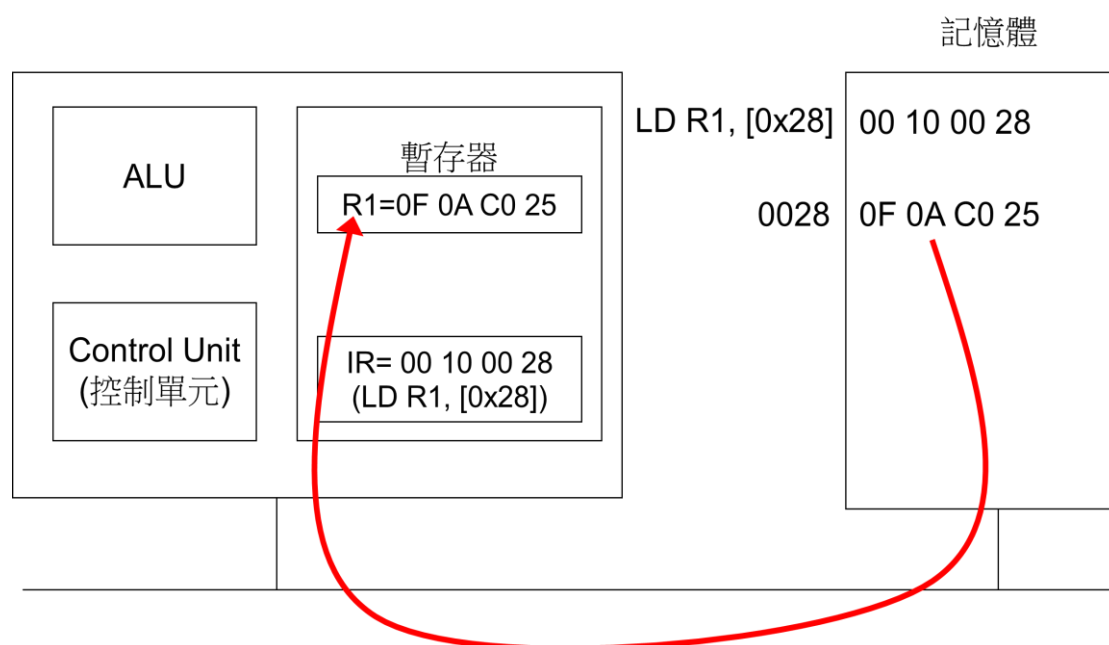 記憶體
ALU
暫存器
R1=0F 0A C0 25
Control Unit
(控制單元)
IR= 00 10 00 28
(LD R1, [0x28])
LD R1, [0x28] 00 10 00 28
0028 0F 0A C0 25